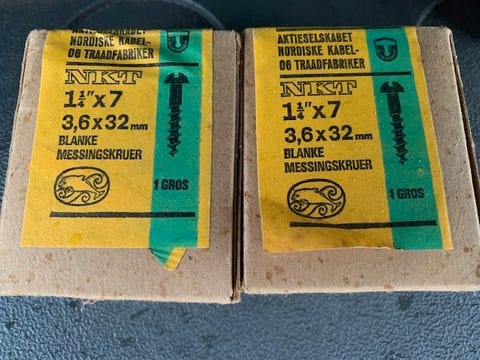 AKTIESELSKABET
NORDISKE KABEL-
OG TRAADFABRIKER
NKT
1¼"x7
3,6x32mm
BLANKE
MESSINGSKRUER
1 GROS
AKTIESELSKABET
NORDISKE KABEL-
OG TRAADFABRIKER
NKT
1¼"x7
3,6x32mm
BLANKE
MESSINGSKRUER
1 GROS